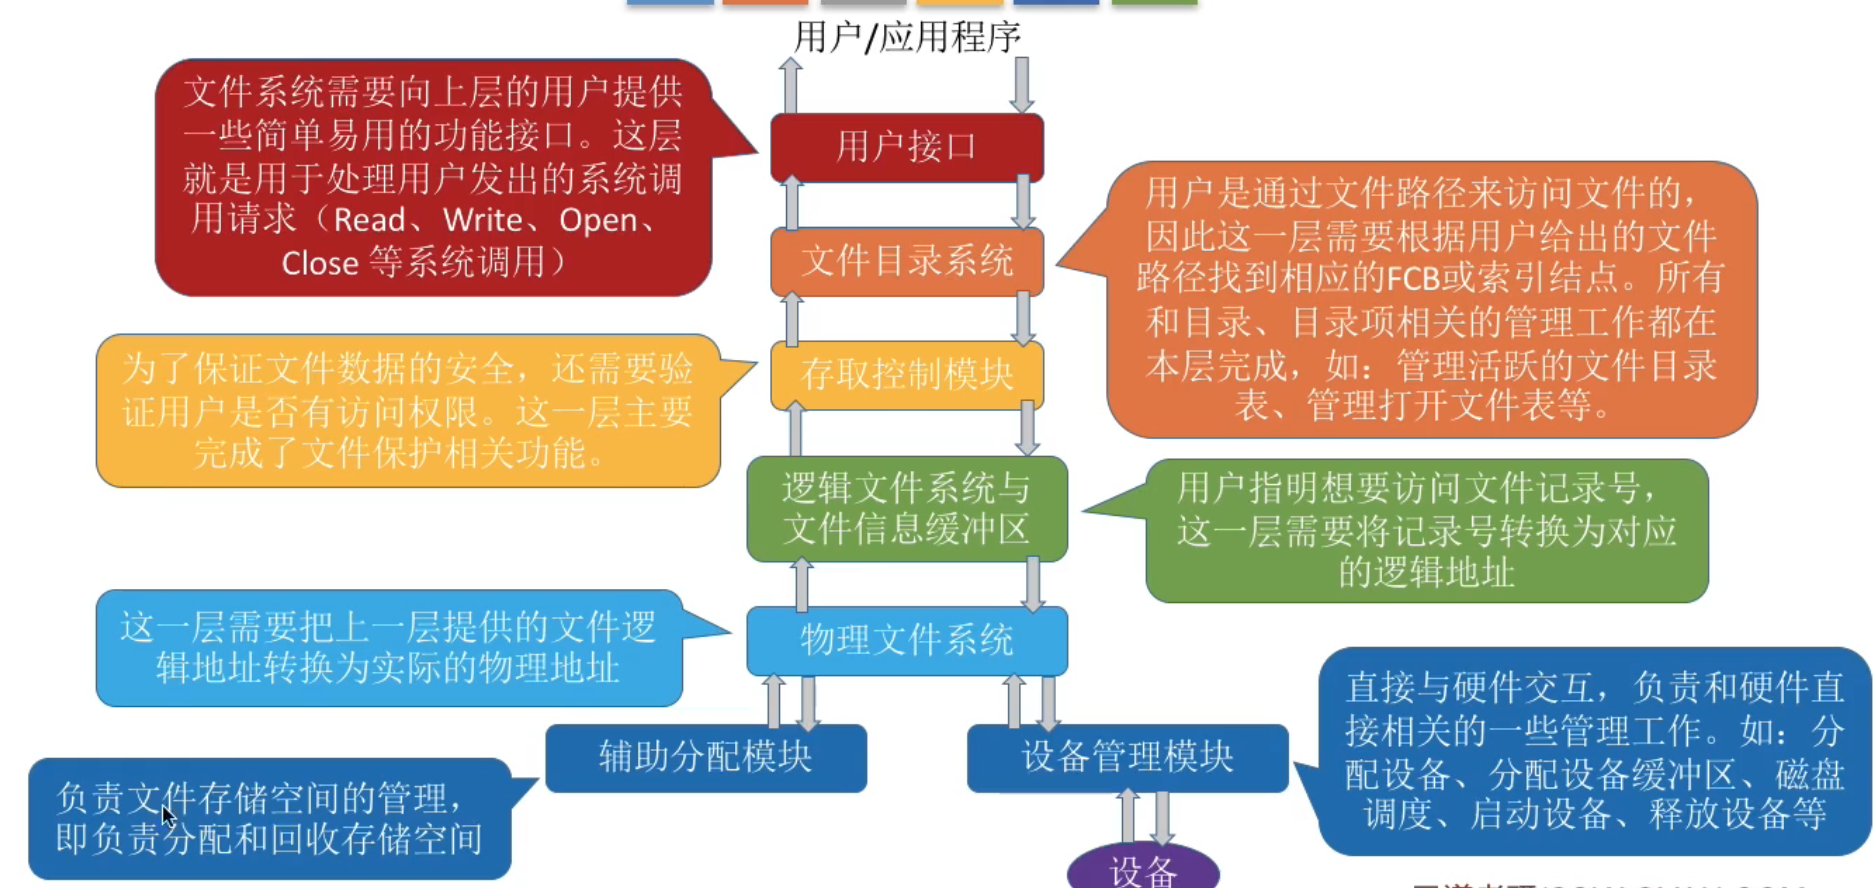 用户/应用程序
文件系统需要向上层的用户提供
一些简单易用的功能接口。这层
就是用于处理用户发出的系统调
用请求（Read、Write、Open、
Close 等系统调用）
用户接口
用户是通过文件路径来访问文件的，
因此这一层需要根据用户给出的文件
路径找到相应的FCB或索引结点。所有
和目录、目录项相关的管理工作都在
本层完成，如：管理活跃的文件目录
表、管理打开文件表等。
文件目录系统
为了保证文件数据的安全，还需要验
证用户是否有访问权限。这一层主要
完成了文件保护相关功能。
存取控制模块
逻辑文件系统与
文件信息缓冲区
用户指明想要访问文件记录号，
这一层需要将记录号转换为对应
的逻辑地址
这一层需要把上一层提供的文件逻
辑地址转换为实际的物理地址
物理文件系统
辅助分配模块
设备管理模块
直接与硬件交互，负责和硬件直
接相关的一些管理工作。如：分
配设备、分配设备缓冲区、磁盘
调度、启动设备、释放设备等
负责文件存储空间的管理，
即负责分配和回收存储空间
设备